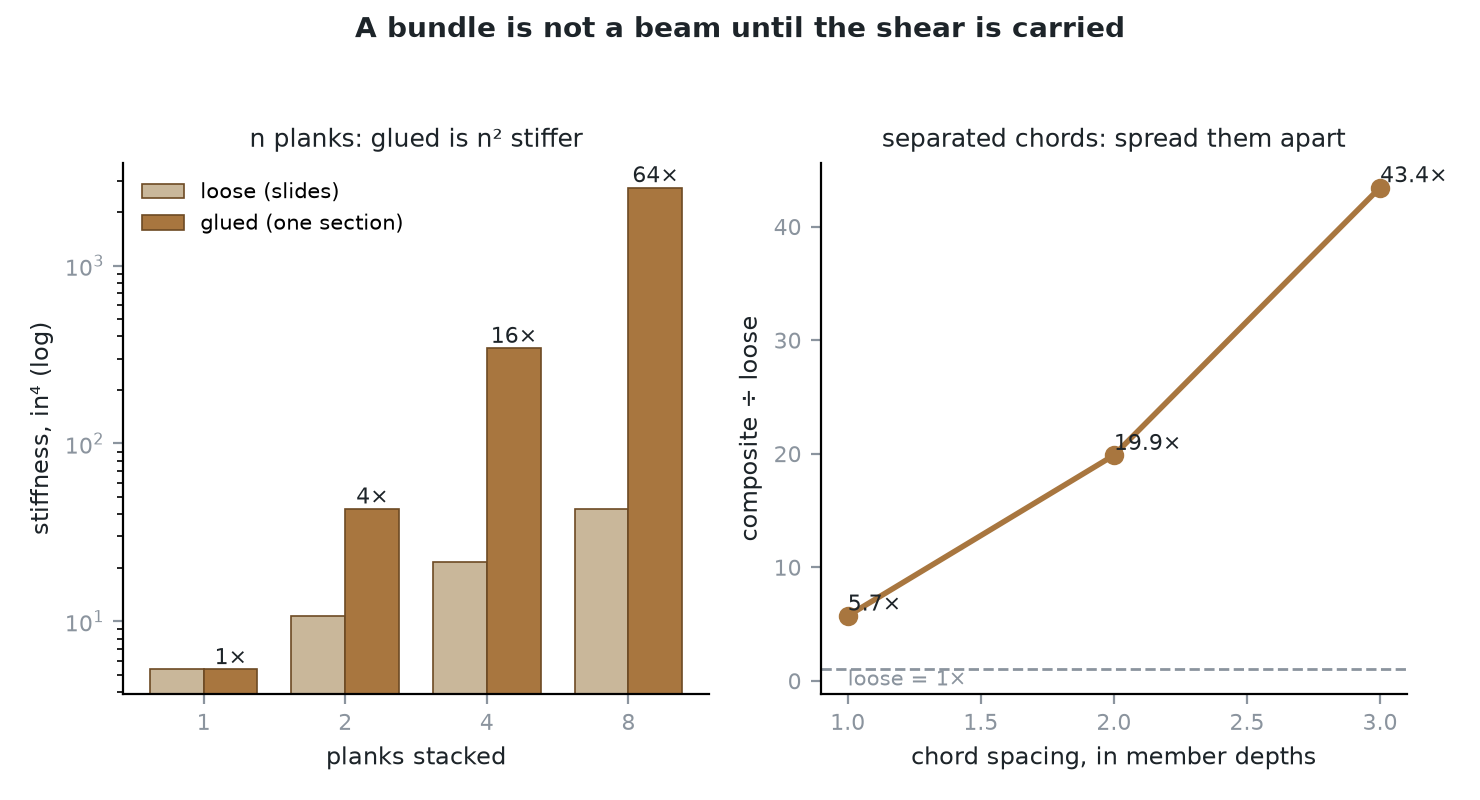 A bundle is not a beam until the shear is carried
n planks: glued is n² stiffer
loose (slides)
glued (one section)
64×
16×
4×
1×
10³
10²
10¹
stiffness, in⁴ (log)
1
2
4
8
planks stacked
separated chords: spread them apart
43.4×
19.9×
5.7×
loose = 1×
40
30
20
10
0
composite ÷ loose
1.0
1.5
2.0
2.5
3.0
chord spacing, in member depths